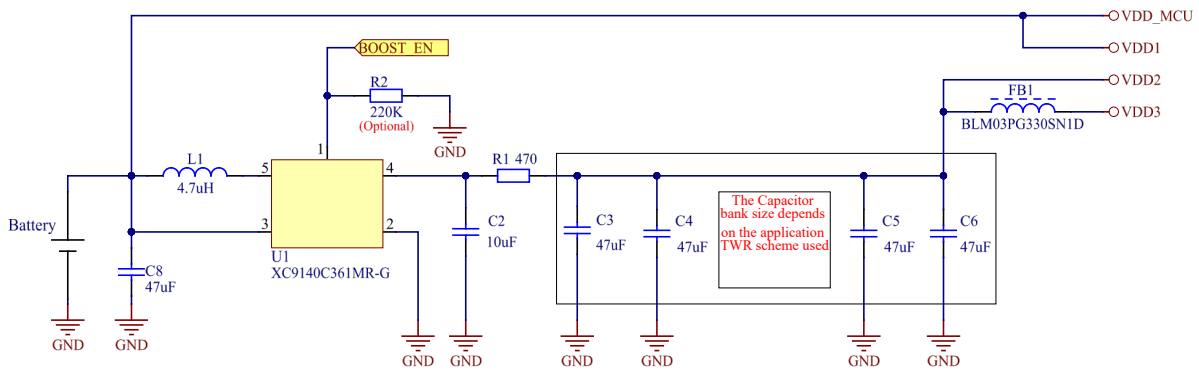 VDD_MCU
BOOST_EN
VDD1
R2
VDD2
FB1
220K
(Optional)
BLM03PG330SN1D
VDD3
GND
1
L1
5
4
R1 470
4.7uH
The Capacitor
bank size depends
on the application
TWR scheme used
Battery
3
2
C2
10uF
C3
47uF
C4
47uF
C5
47uF
C6
47uF
U1
XC9140C361MR-G
C8
47uF
GND
GND
GND
GND
GND
GND
GND
GND